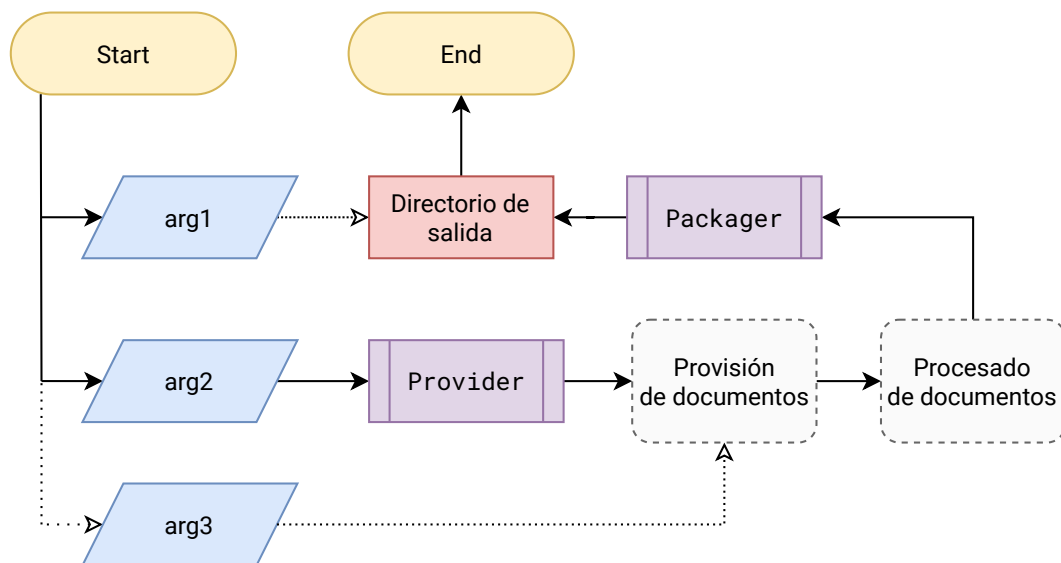 Start
End
arg1
Directorio de
salida
Packager
arg2
Provider
Provisión
de documentos
Procesado
de documentos
arg3